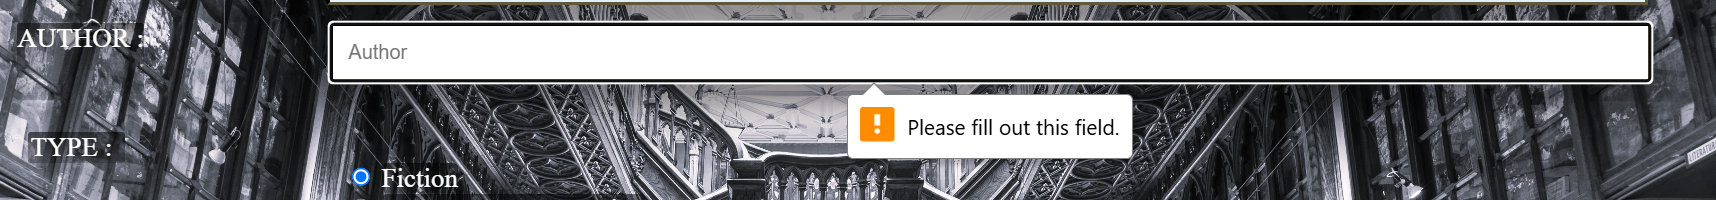 AUTHOR :
Author
Please fill out this field.
TYPE :
Fiction